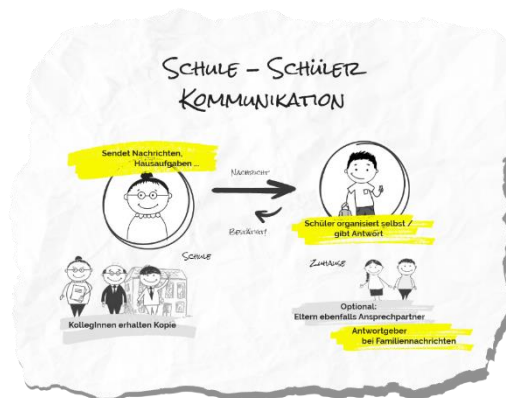 SCHULE – SCHÜLER
KOMMUNIKATION
Sendet Nachrichten,
Hausaufgaben ...
NACHRICHT
Schüler organisiert selbst /
gibt Antwort
SCHULE
ZUHAUSE
KollegInnen erhalten Kopie
Optional:
Eltern ebenfalls Ansprechpartner
Antwortgeber
bei Familiennachrichten